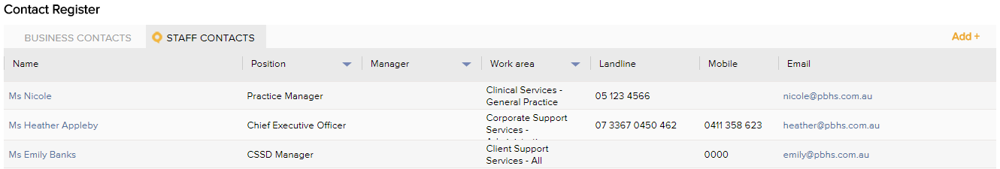 Contact Register
BUSINESS CONTACTS STAFF CONTACTS Add +
Name Position Manager Work area Landline Mobile Email
Ms Nicole Practice Manager Clinical Services - General Practice 05 123 4566 nicole@pbhs.com.au
Ms Heather Appleby Chief Executive Officer Corporate Support Services - 07 3367 0450 462 0411 358 623 heather@pbhs.com.au
Ms Emily Banks CSSD Manager Client Support Services - All 0000 emily@pbhs.com.au